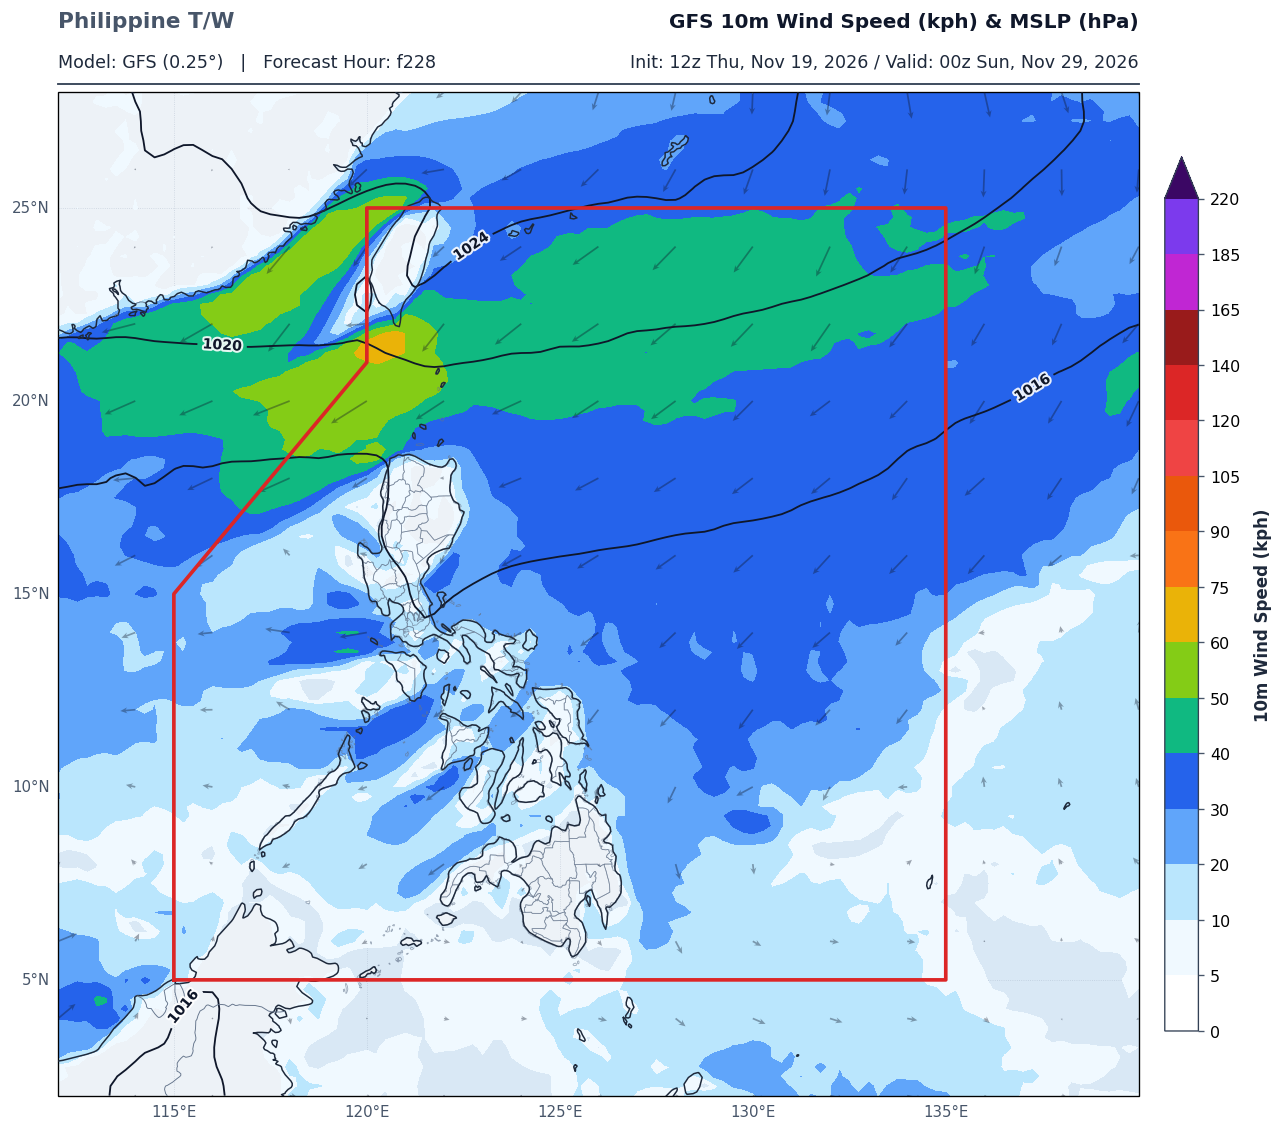 Philippine T/W
GFS 10m Wind Speed (kph) & MSLP (hPa)
Model: GFS (0.25°) | Forecast Hour: f228
Init: 12z Thu, Nov 19, 2026 / Valid: 00z Sun, Nov 29, 2026
25°N
20°N
15°N
10°N
5°N
1024
1020
1016
1016
115°E
120°E
125°E
130°E
135°E
220
185
165
140
120
105
90
75
60
50
40
30
20
10
5
0
10m Wind Speed (kph)